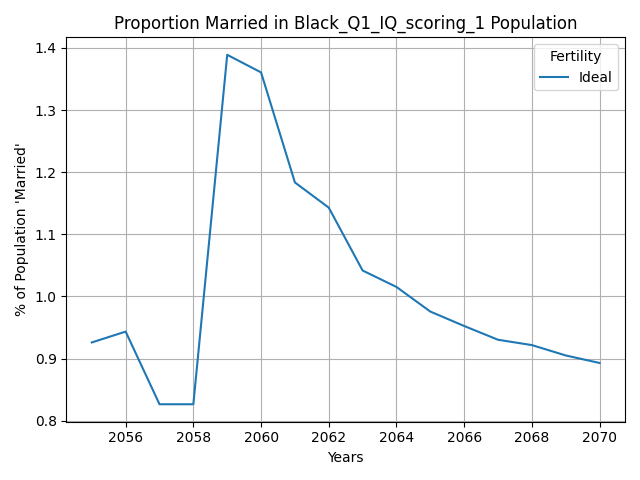 Proportion Married in Black_Q1_IQ_scoring_1 Population
Fertility
Ideal
% of Population 'Married'
1.4
1.3
1.2
1.1
1.0
0.9
0.8
2056 2058 2060 2062 2064 2066 2068 2070
Years